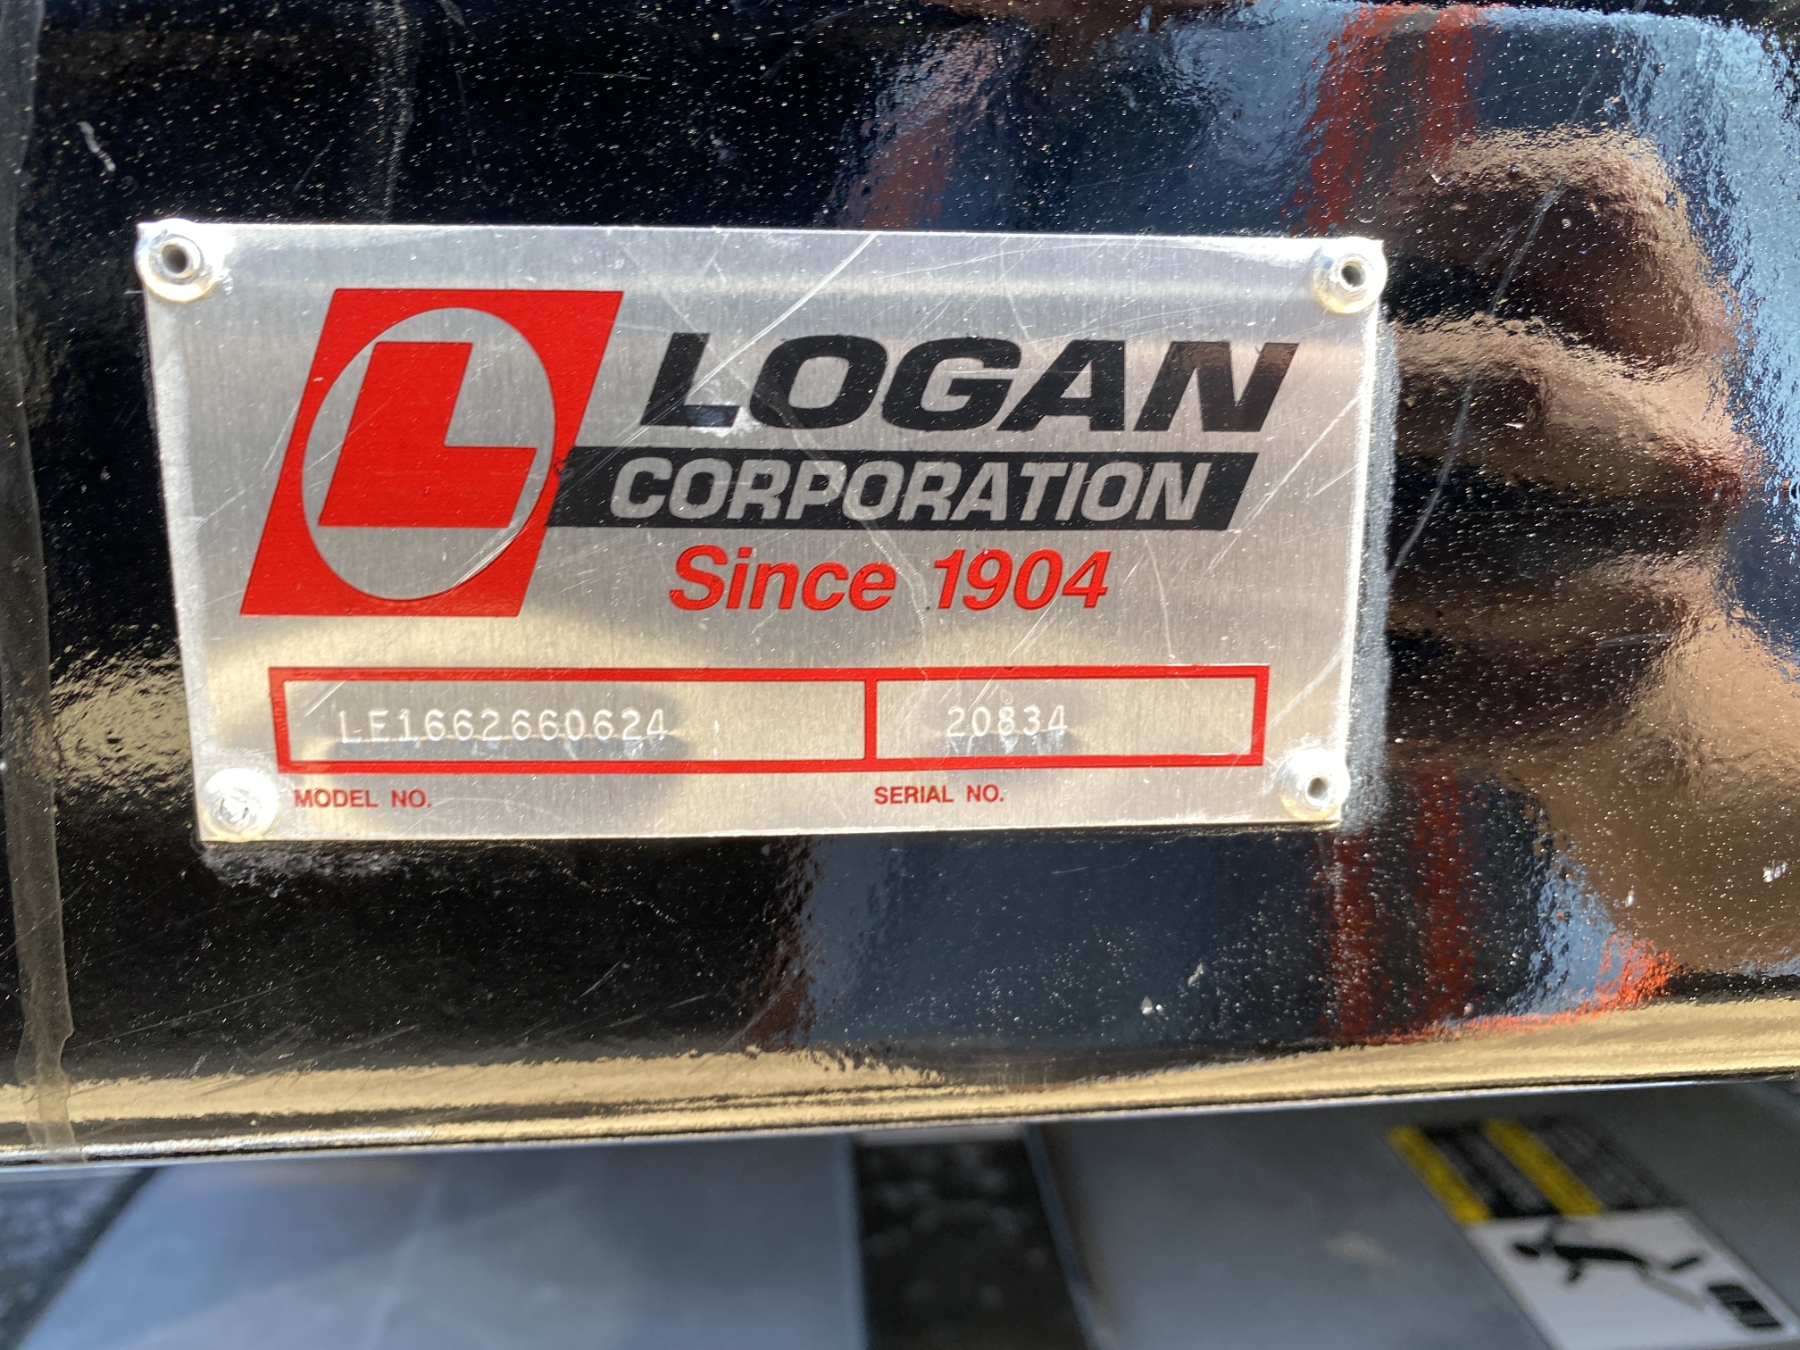 LOGAN
CORPORATION
Since 1904
LE1662660624 20834
MODEL NO. SERIAL NO.